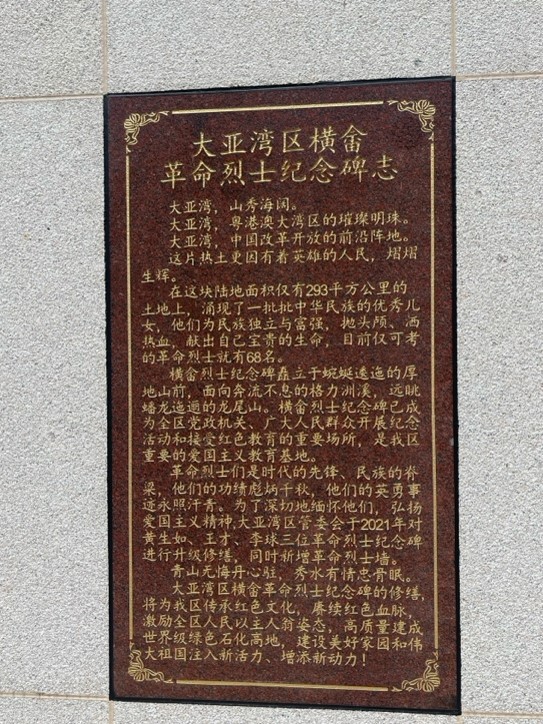 大亚湾区横畲
革命烈士纪念碑志
大亚湾，山秀海阔。
大亚湾，粤港澳大湾区的璀璨明珠。
大亚湾，中国改革开放的前沿阵地。
这片热土更因有着英雄的人民，熠熠
生辉。
在这块陆地面积仅有293平方公里的
土地上，涌现了一批批中华民族的优秀儿
女，他们为民族独立与富强，抛头颅、洒
热血，献出自己宝贵的生命，目前仅可考
的革命烈士就有68名。
横畲烈士纪念碑矗立于蜿蜒逶迤的厚
地山前，面向奔流不息的格力洲溪，远眺
蟠龙逦迤的龙尾山。横畲烈士纪念碑已成
为全区党政机关、广大人民群众开展纪念
活动和接受红色教育的重要场所，是我区
重要的爱国主义教育基地。
革命烈士们是时代的先锋、民族的脊
梁，他们的功绩彪炳千秋，他们的英勇事
迹永照汗青。为了深切地缅怀他们，弘扬
爱国主义精神,大亚湾区管委会于2021年对
黄生如、王才、李球三位革命烈士纪念碑
进行升级修缮，同时新增革命烈士墙。
青山无悔丹心驻，秀水有情忠骨眠。
大亚湾区横畲革命烈士纪念碑的修缮，
将为我区传承红色文化，赓续红色血脉，
激励全区人民以主人翁姿态，高质量建成
世界级绿色石化高地，建设美好家园和伟
大祖国注入新活力、增添新动力！